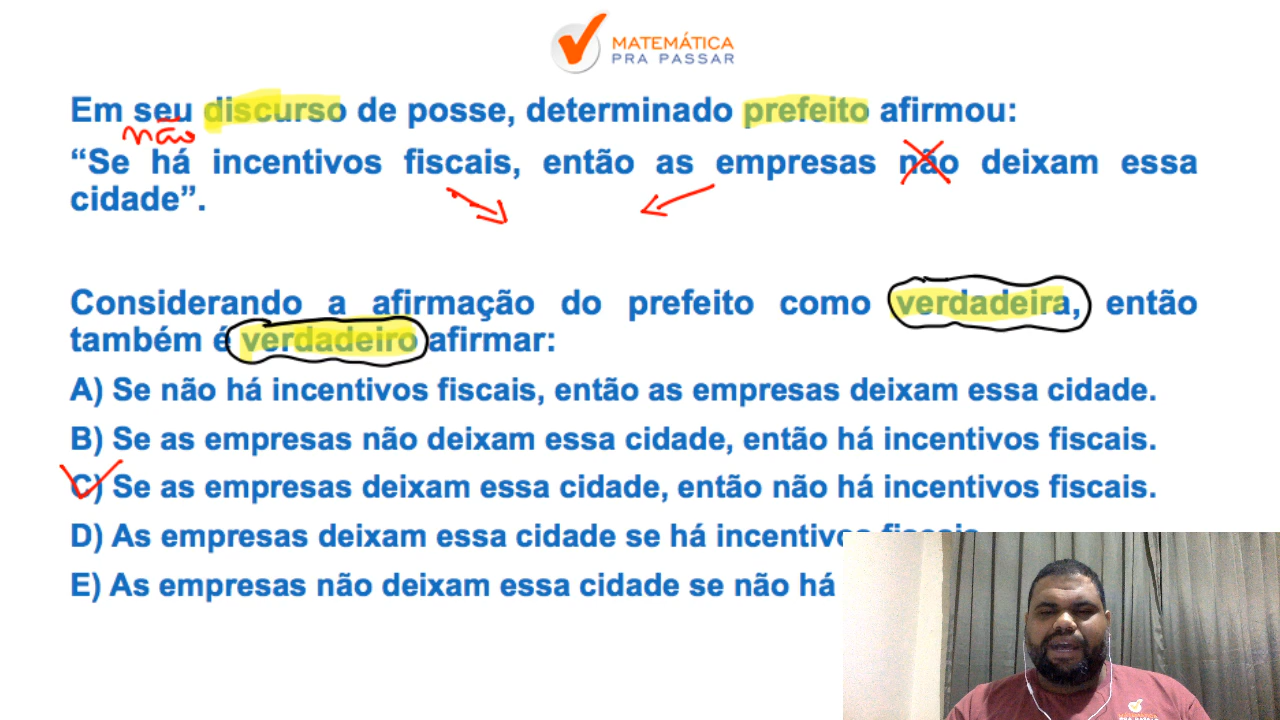 MATEMÁTICA
PRA PASSAR
Em seu discurso de posse, determinado prefeito afirmou:
não
“Se há incentivos fiscais, então as empresas não deixam essa
cidade”.
Considerando a afirmação do prefeito como verdadeira, então
também é verdadeiro afirmar:
A) Se não há incentivos fiscais, então as empresas deixam essa cidade.
B) Se as empresas não deixam essa cidade, então há incentivos fiscais.
C) Se as empresas deixam essa cidade, então não há incentivos fiscais.
D) As empresas deixam essa cidade se há incentivos fiscais.
E) As empresas não deixam essa cidade se não há